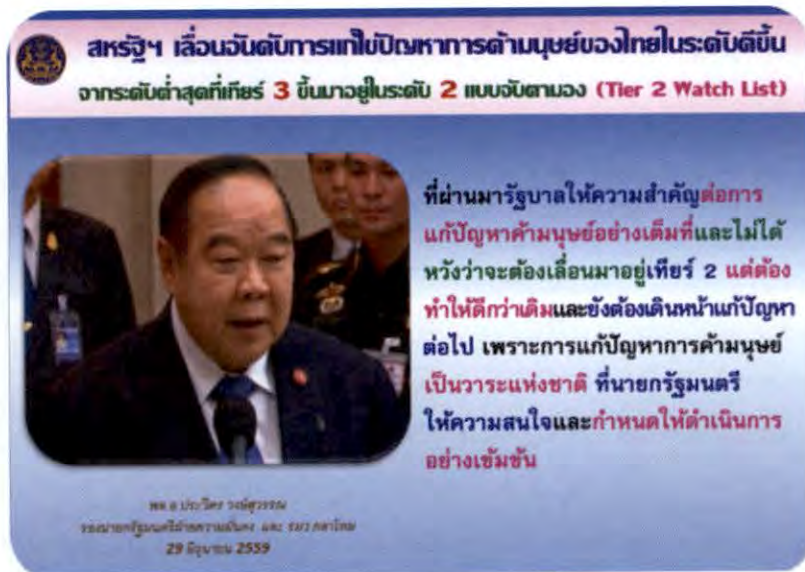 สหรัฐฯ เลื่อนอันดับการแก้ไขปัญหาการค้ามนุษย์ของไทยในระดับดีขึ้น
จากระดับต่ำสุดที่เทียร์ 3 ขึ้นมาอยู่ในระดับ 2 แบบจับตามอง (Tier 2 Watch List)
ที่ผ่านมารัฐบาลให้ความสำคัญต่อการ
แก้ปัญหาค้ามนุษย์อย่างเต็มที่และไม่ได้
หวังว่าจะต้องเลื่อนมาอยู่เทียร์ 2 แต่ต้อง
ทำให้ดีกว่าเดิมและยังต้องเดินหน้าแก้ปัญหา
ต่อไป เพราะการแก้ปัญหาการค้ามนุษย์
เป็นวาระแห่งชาติ ที่นายกรัฐมนตรี
ให้ความสนใจและกำหนดให้ดำเนินการ
อย่างเข้มข้น
พล.อ.ประวิตร วงษ์สุวรรณ
รองนายกรัฐมนตรีฝ่ายความมั่นคง และ รมว.กลาโหม
29 มิถุนายน 2559